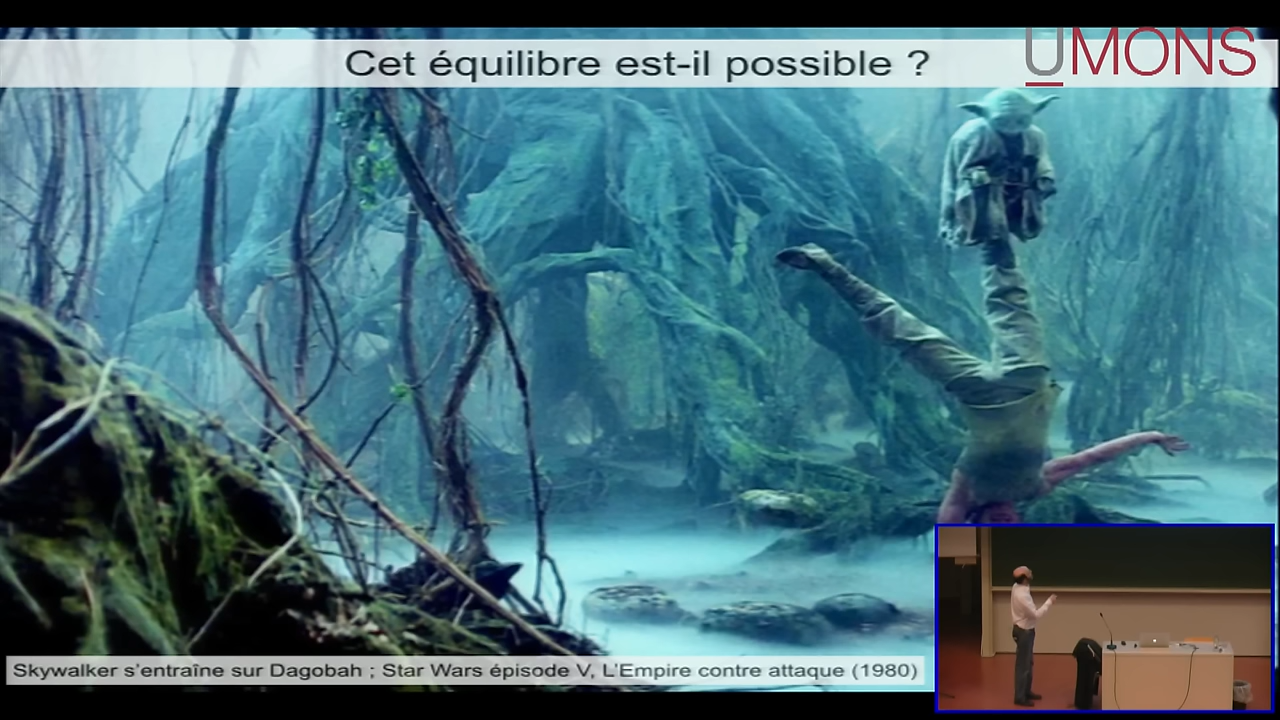 Cet équilibre est-il possible ?
UMONS
Skywalker s’entraîne sur Dagobah ; Star Wars épisode V, L’Empire contre attaque (1980)